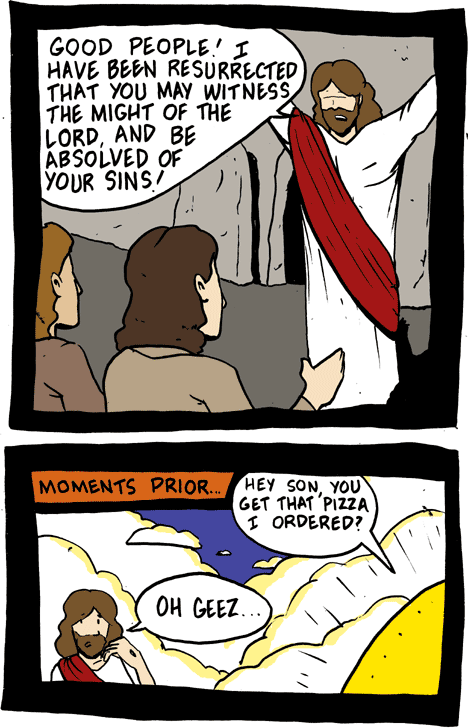 GOOD PEOPLE! I
HAVE BEEN RESURRECTED
THAT YOU MAY WITNESS
THE MIGHT OF THE
LORD, AND BE
ABSOLVED OF
YOUR SINS!
MOMENTS PRIOR...
HEY SON, YOU
GET THAT PIZZA
I ORDERED?
OH GEEZ...